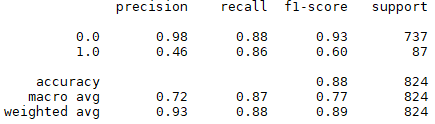 precision recall f1-score support
0.0 0.98 0.88 0.93 737
1.0 0.46 0.86 0.60 87
accuracy 0.88 824
macro avg 0.72 0.87 0.77 824
weighted avg 0.93 0.88 0.89 824